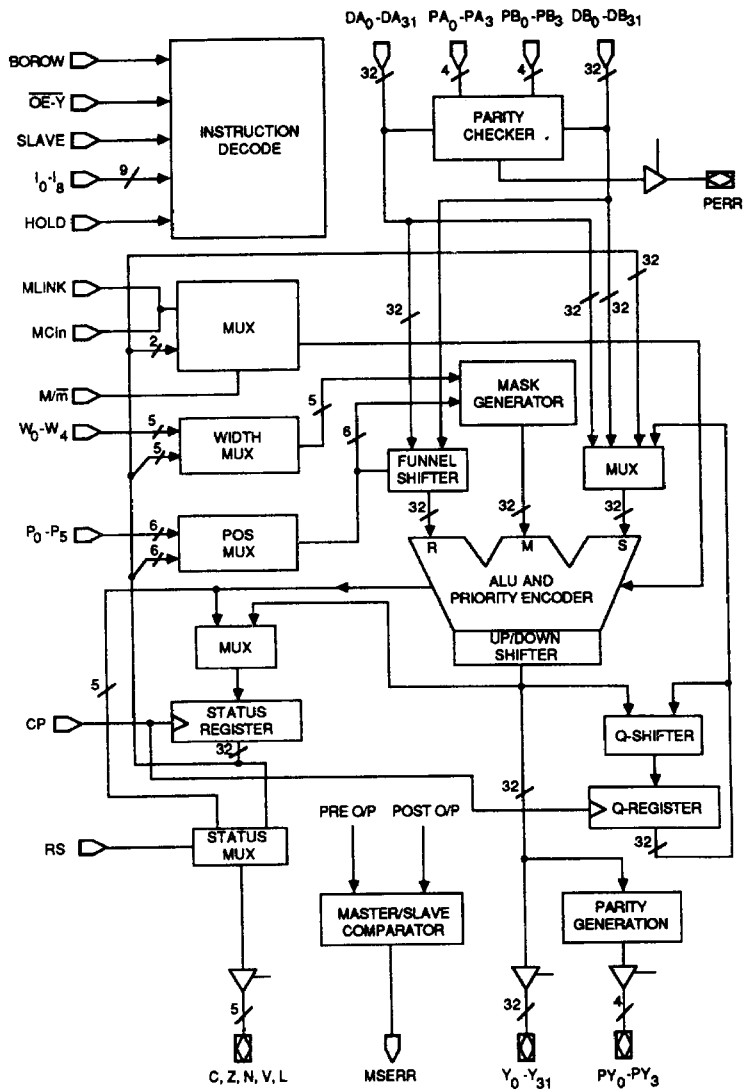 DA0-DA31 PA0-PA3 PB0-PB3 DB0-DB31
32 4 4 32
BOROW
OE-Y
SLAVE
I0-I8 9
HOLD
INSTRUCTION
DECODE
PARITY
CHECKER
PERR
MLINK
MCin
M/m
2
MUX
32
32
32
32
W0-W4 5
5
WIDTH
MUX
5
6
MASK
GENERATOR
FUNNEL
SHIFTER
MUX
P0-P5 6
6
POS
MUX
32 32 32
R M S
ALU AND
PRIORITY ENCODER
UP/DOWN
SHIFTER
MUX
5
CP
STATUS
REGISTER
32
Q-SHIFTER
Q-REGISTER
32
32
RS
STATUS
MUX
PRE O/P POST O/P
MASTER/SLAVE
COMPARATOR
PARITY
GENERATION
5 32 4
C, Z, N, V, L MSERR Y0-Y31 PY0-PY3